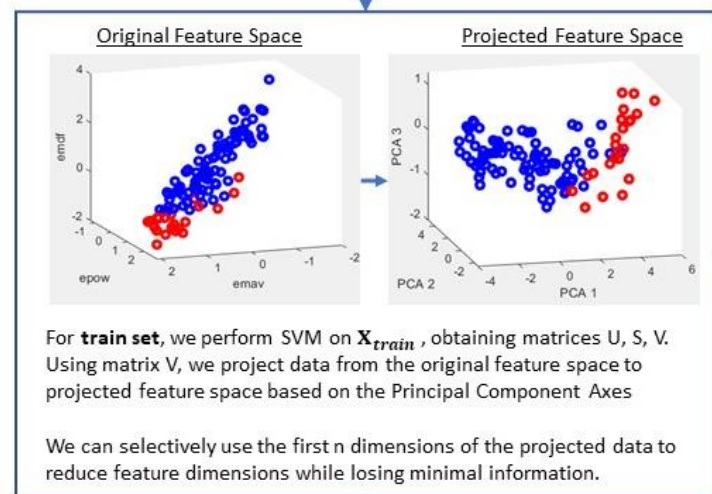 Original Feature Space
Projected Feature Space
4
2
0
-2
emdf
-1
0
1
2
epow
2
1
0
-1
-2
emav
1
0
-1
-2
PCA 3
4
2
0
-2
PCA 2
-4
-2
0
2
4
6
PCA 1
For train set, we perform SVM on X_train , obtaining matrices U, S, V.
Using matrix V, we project data from the original feature space to
projected feature space based on the Principal Component Axes
We can selectively use the first n dimensions of the projected data to
reduce feature dimensions while losing minimal information.